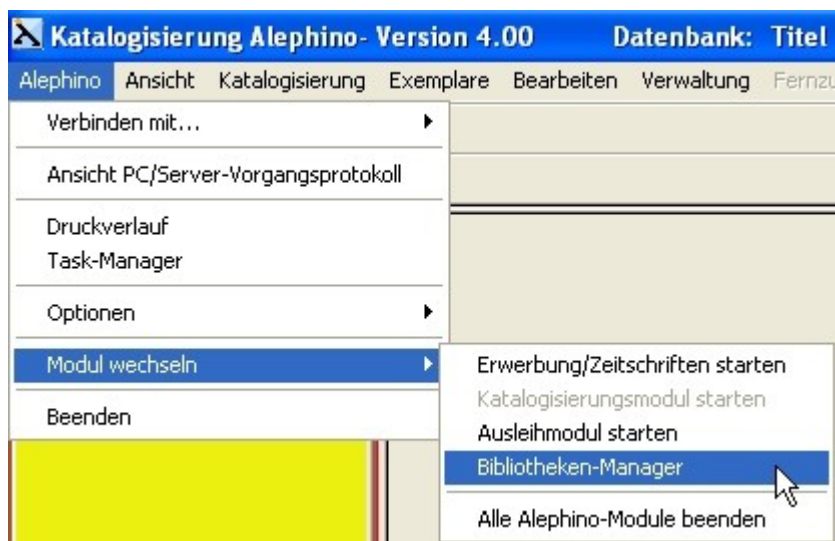 Katalogisierung Alephino- Version 4.00 Datenbank: Titel
Alephino Ansicht Katalogisierung Exemplare Bearbeiten Verwaltung
Verbinden mit...
Ansicht PC/Server-Vorgangsprotokoll
Druckverlauf
Task-Manager
Optionen
Modul wechseln
Beenden
Erwerbung/Zeitschriften starten
Katalogisierungsmodul starten
Ausleihmodul starten
Bibliotheken-Manager
Alle Alephino-Module beenden